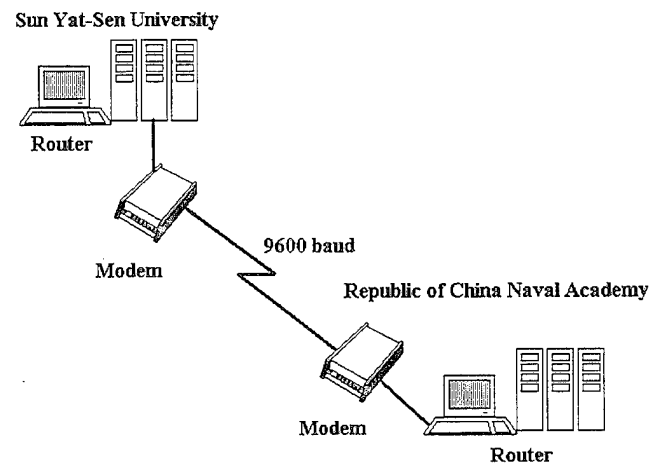 Sun Yat-Sen University
Router
Modem
9600 baud
Republic of China Naval Academy
Modem
Router